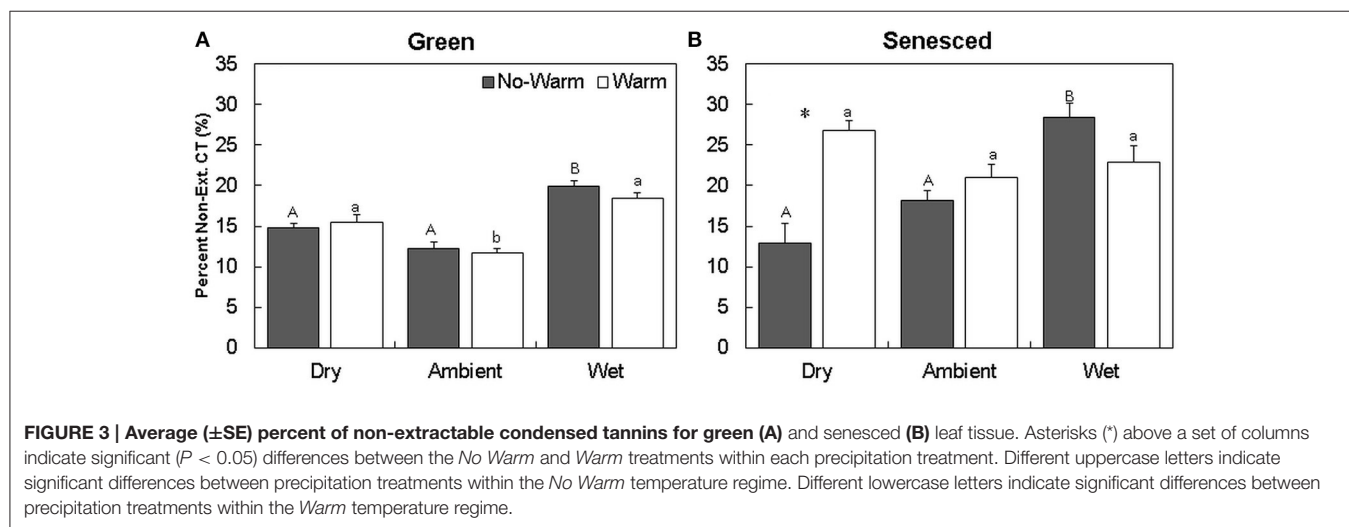 A Green
35
30
25
20
15
10
5
0
Percent Non-Ext. CT (%)
No-Warm Warm
A a A b B a
Dry Ambient Wet
B Senesced
35
30
25
20
15
10
5
0
A * a A a B a
Dry Ambient Wet
FIGURE 3 | Average (±SE) percent of non-extractable condensed tannins for green (A) and senesced (B) leaf tissue. Asterisks (*) above a set of columns
indicate significant (P < 0.05) differences between the No Warm and Warm treatments within each precipitation treatment. Different uppercase letters indicate
significant differences between precipitation treatments within the No Warm temperature regime. Different lowercase letters indicate significant differences between
precipitation treatments within the Warm temperature regime.